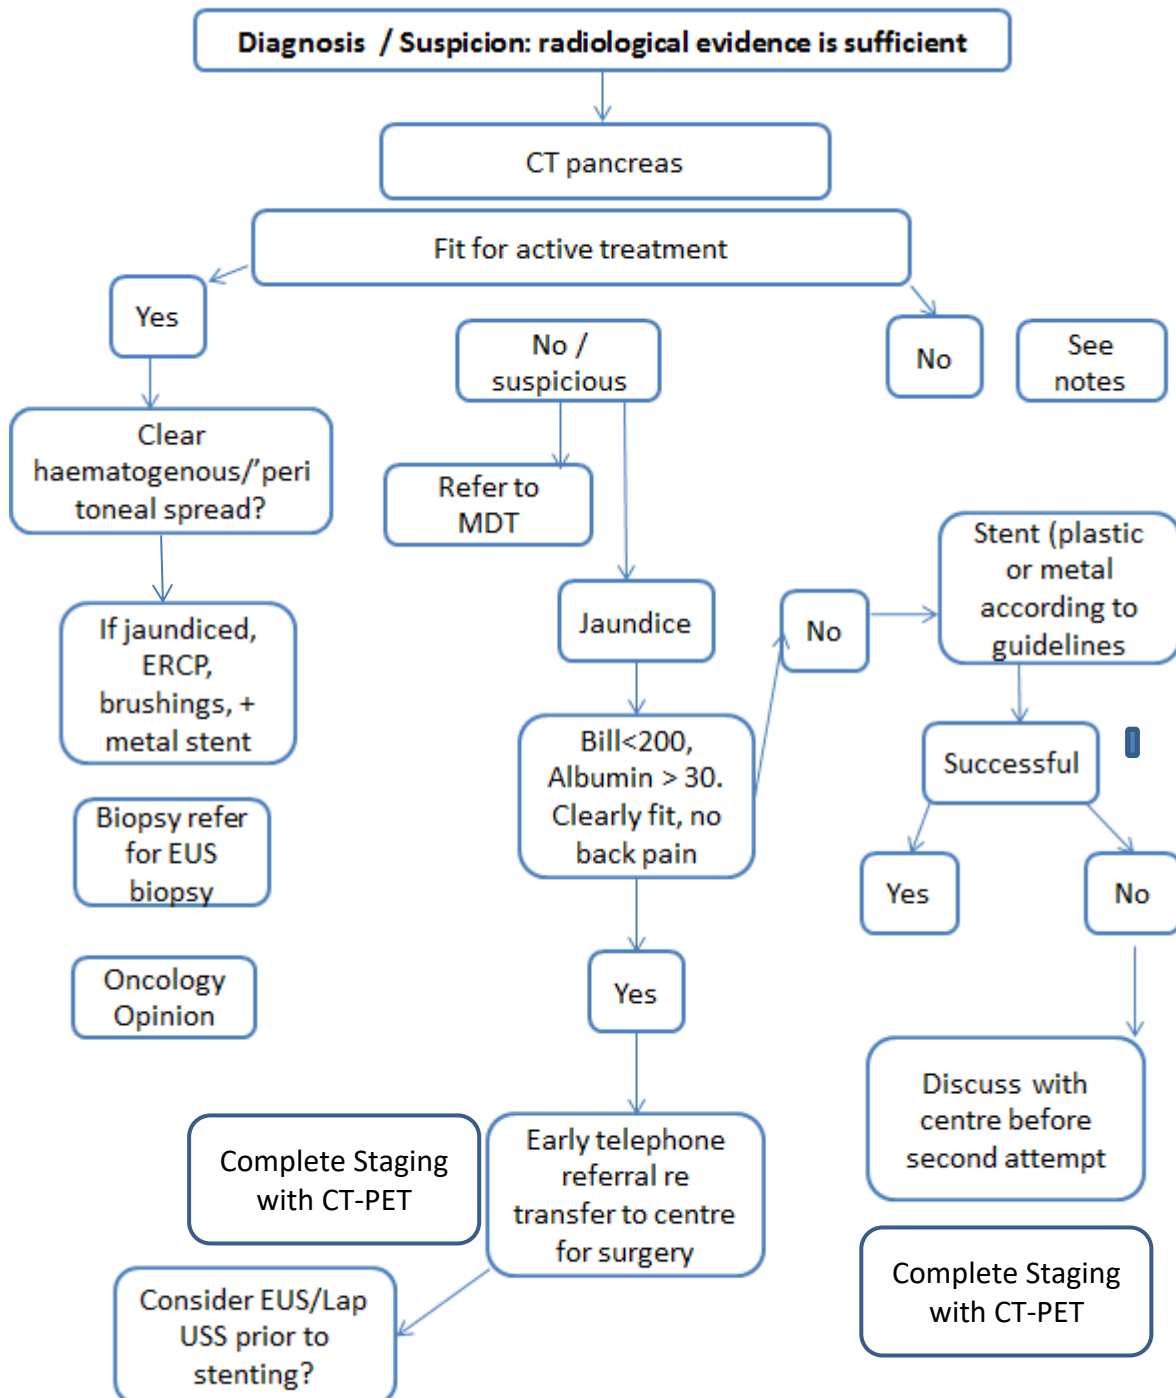 Diagnosis / Suspicion: radiological evidence is sufficient
CT pancreas
Fit for active treatment
Yes
No /
suspicious
No
See
notes
Clear
haematogenous/’peri
toneal spread?
Refer to
MDT
Stent (plastic
or metal
according to
guidelines
If jaundiced,
ERCP,
brushings, +
metal stent
Jaundice
No
Bill<200,
Albumin > 30.
Clearly fit, no
back pain
Successful
Biopsy refer
for EUS
biopsy
Yes
No
Oncology
Opinion
Yes
Discuss with
centre before
second attempt
Complete Staging
with CT-PET
Early telephone
referral re
transfer to centre
for surgery
Complete Staging
with CT-PET
Consider EUS/Lap
USS prior to
stenting?